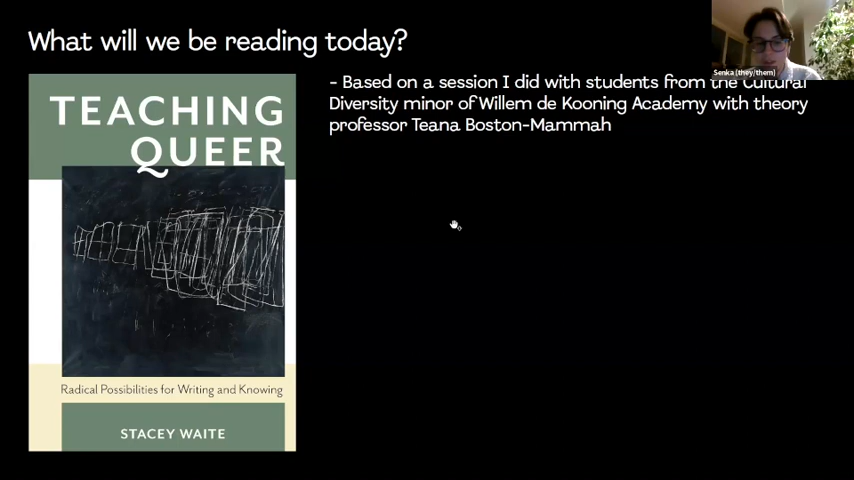 What will we be reading today?
Senka (they/them)
- Based on a session I did with students from the Cultural
Diversity minor of Willem de Kooning Academy with theory
professor Teana Boston-Mammah
TEACHING
QUEER
Radical Possibilities for Writing and Knowing
STACEY WAITE